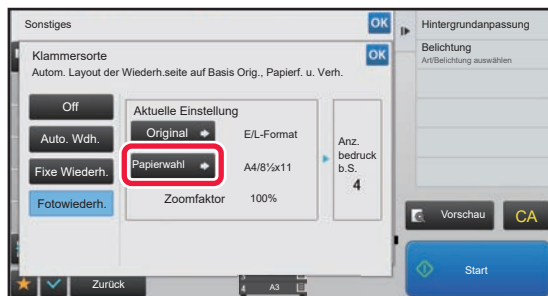 Sonstiges
OK
Klammersorte
OK
Autom. Layout der Wiederh.seite auf Basis Orig., Papierf. u. Verh.
Off
Auto. Wdh.
Fixe Wiederh.
Fotowiederh.
Aktuelle Einstellung
Original
E/L-Format
Papierwahl
A4/8½x11
Zoomfaktor
100%
Anz.
bedruck
b.S.
4
Zurück
A3
4
Hintergrundanpassung
Belichtung
Art/Belichtung auswählen
Vorschau
CA
Start